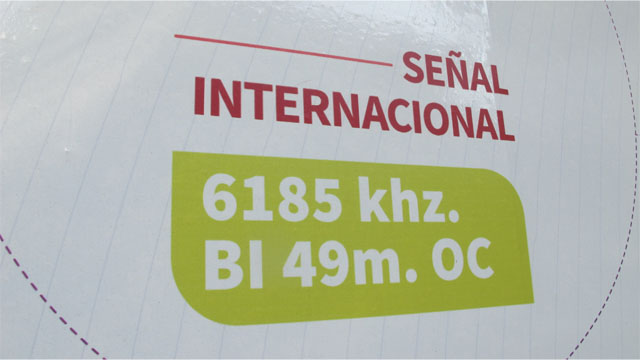 SEÑAL
INTERNACIONAL
6185 khz.
BI 49m. OC